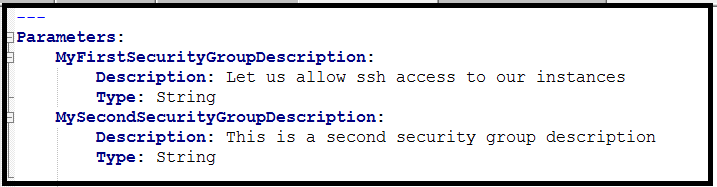 ---
Parameters:
    MyFirstSecurityGroupDescription:
        Description: Let us allow ssh access to our instances
        Type: String
    MySecondSecurityGroupDescription:
        Description: This is a second security group description
        Type: String